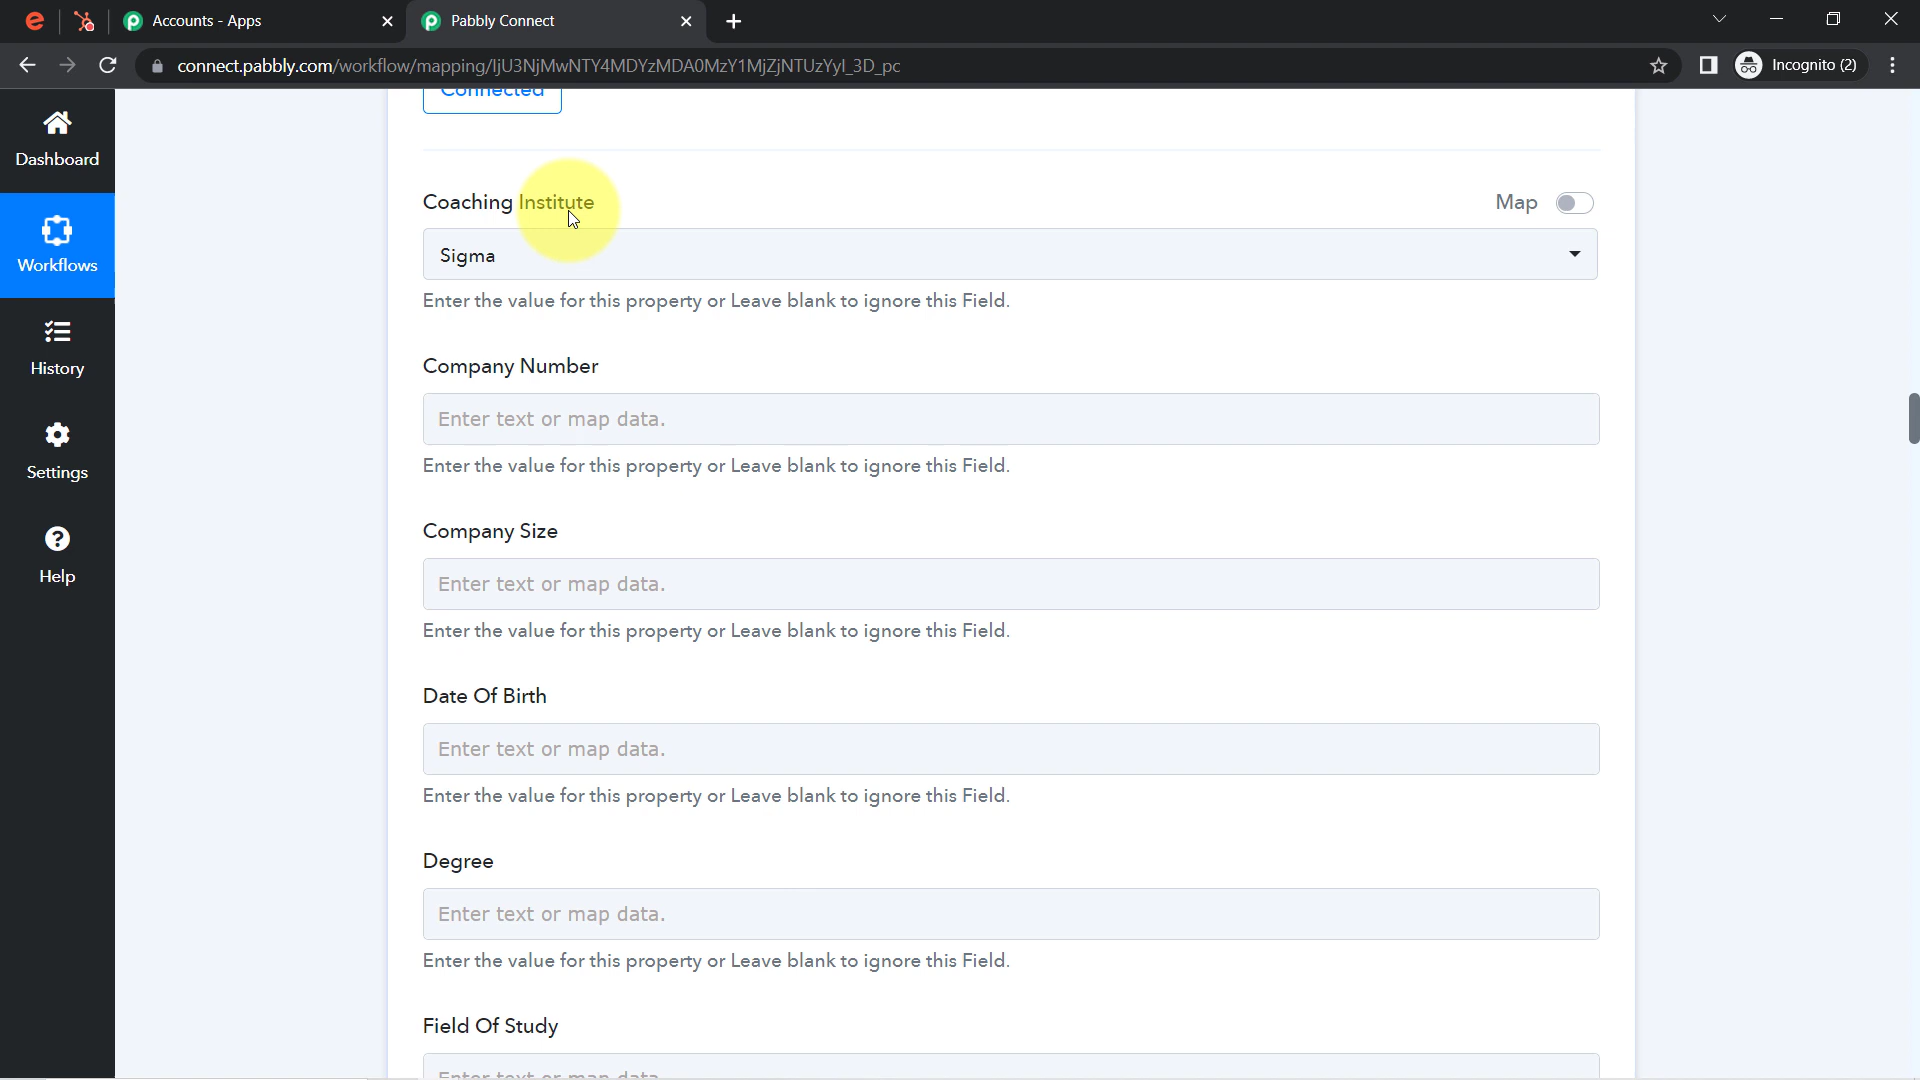 Accounts - Apps
Pabbly Connect
connect.pabbly.com/workflow/mapping/IjU3NjMwNTY4MDYzMDA0MzY1MjZjNTUzYyI_3D_pc
Incognito (2)
Dashboard
Workflows
History
Settings
Help
Connected
Coaching Institute
Map
Sigma
Enter the value for this property or Leave blank to ignore this Field.
Company Number
Enter text or map data.
Enter the value for this property or Leave blank to ignore this Field.
Company Size
Enter text or map data.
Enter the value for this property or Leave blank to ignore this Field.
Date Of Birth
Enter text or map data.
Enter the value for this property or Leave blank to ignore this Field.
Degree
Enter text or map data.
Enter the value for this property or Leave blank to ignore this Field.
Field Of Study
Enter text or map data.